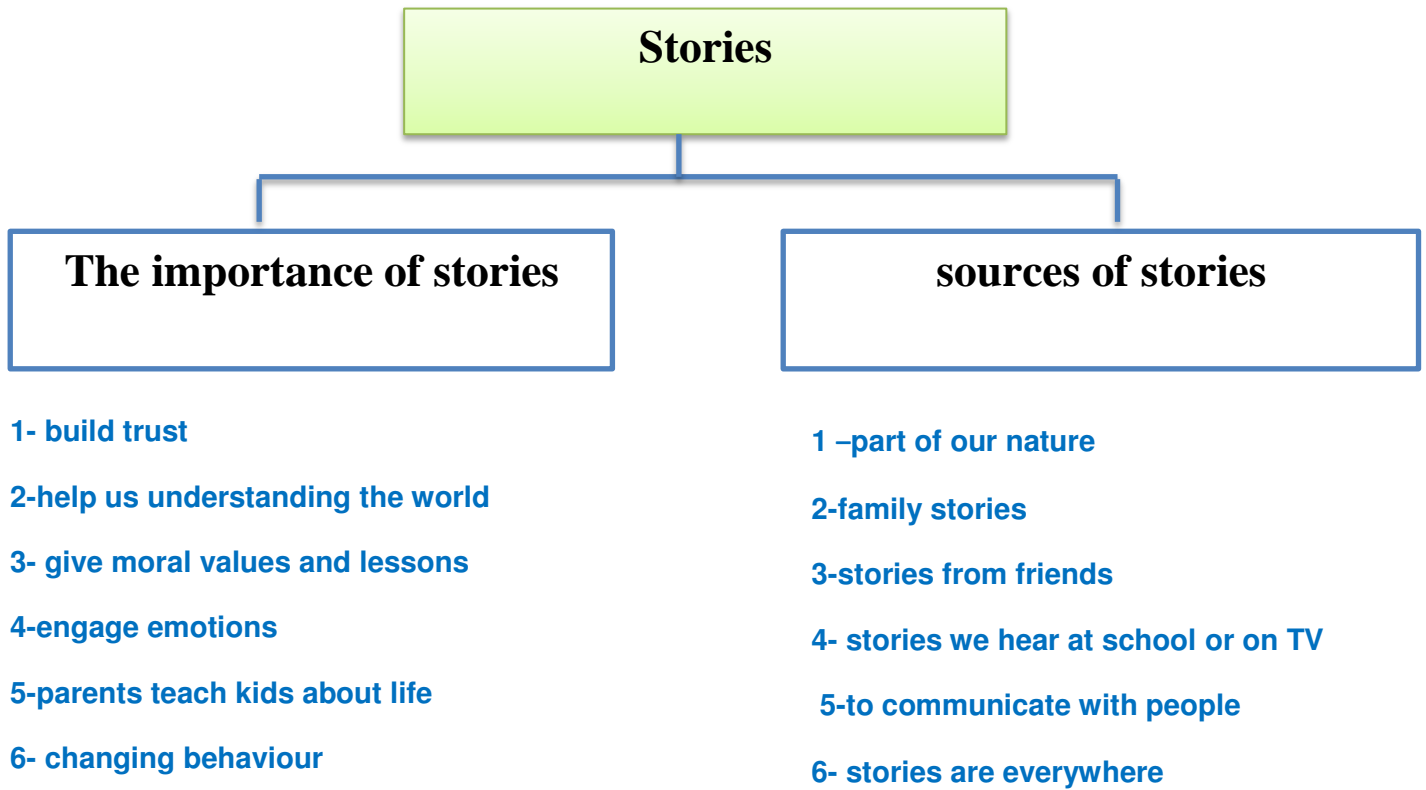 Stories
The importance of stories
1- build trust
2-help us understanding the world
3- give moral values and lessons
4-engage emotions
5-parents teach kids about life
6- changing behaviour
sources of stories
1 –part of our nature
2-family stories
3-stories from friends
4- stories we hear at school or on TV
5-to communicate with people
6- stories are everywhere